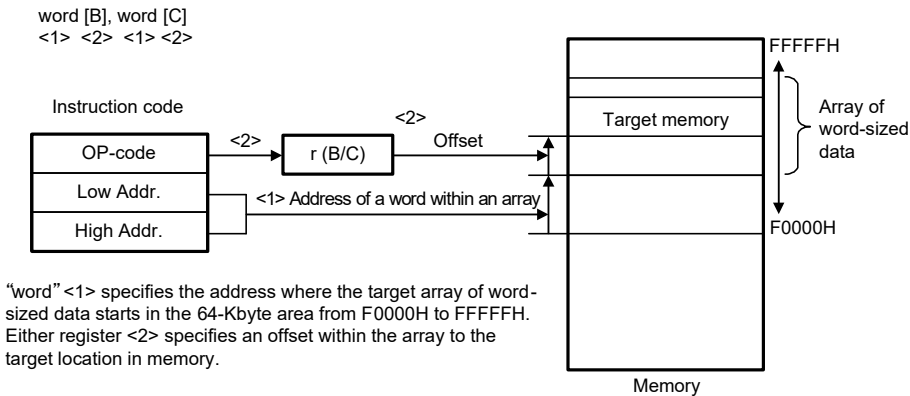 word [B], word [C]
<1> <2> <1> <2>
FFFFFH
Instruction code
<2>
<2>
Offset
Target memory
Array of
word-sized
data
OP-code
r (B/C)
Low Addr.
<1> Address of a word within an array
High Addr.
F0000H
“word” <1> specifies the address where the target array of word-
sized data starts in the 64-Kbyte area from F0000H to FFFFFH.
Either register <2> specifies an offset within the array to the
target location in memory.
Memory